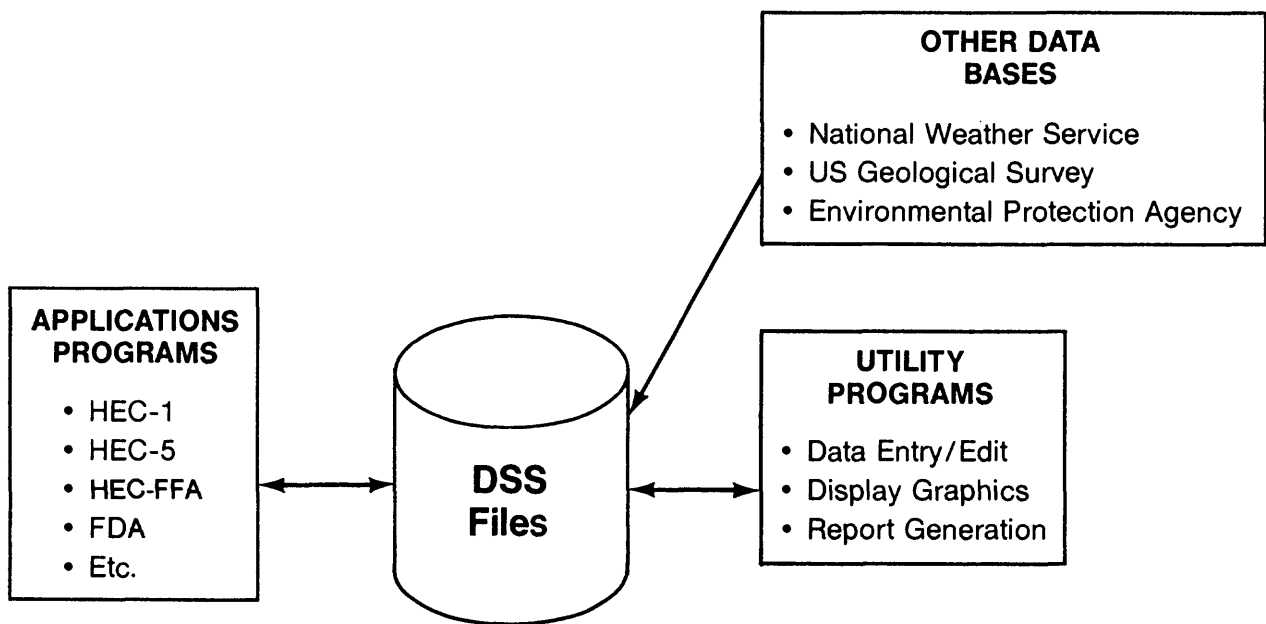 OTHER DATA
BASES
• National Weather Service
• US Geological Survey
• Environmental Protection Agency
APPLICATIONS
PROGRAMS
• HEC-1
• HEC-5
• HEC-FFA
• FDA
• Etc.
DSS
Files
UTILITY
PROGRAMS
• Data Entry/Edit
• Display Graphics
• Report Generation